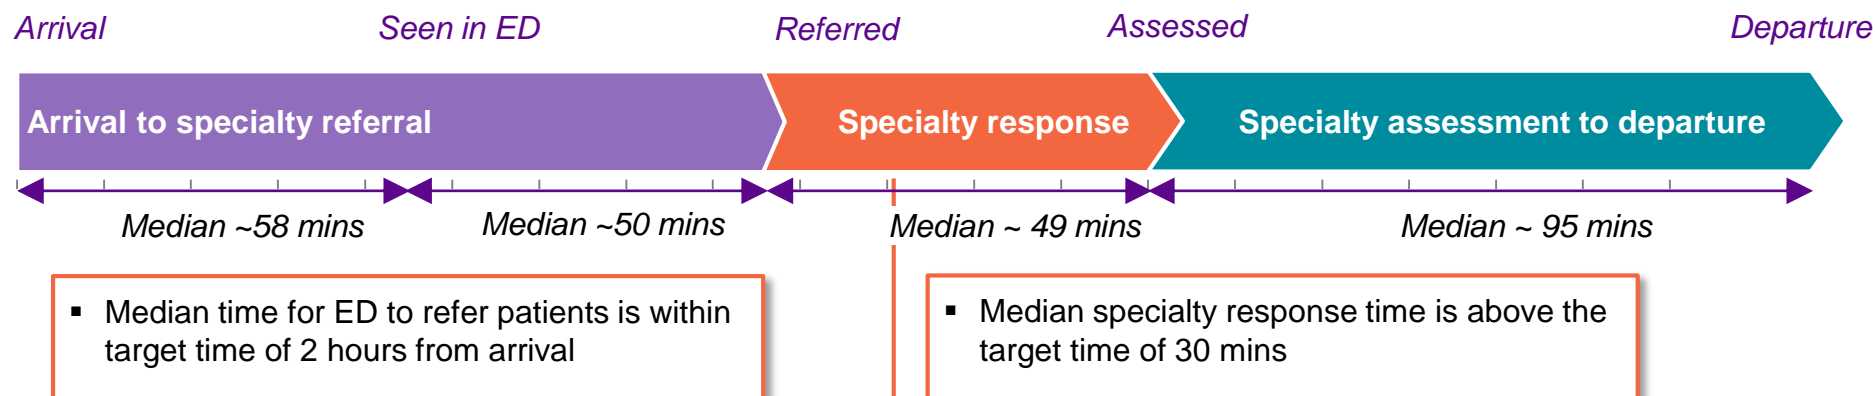 Arrival Seen in ED Referred Assessed Departure
Arrival to specialty referral Specialty response Specialty assessment to departure
Median ~58 mins Median ~50 mins Median ~ 49 mins Median ~ 95 mins
▪ Median time for ED to refer patients is within
target time of 2 hours from arrival
▪ Median specialty response time is above the
target time of 30 mins